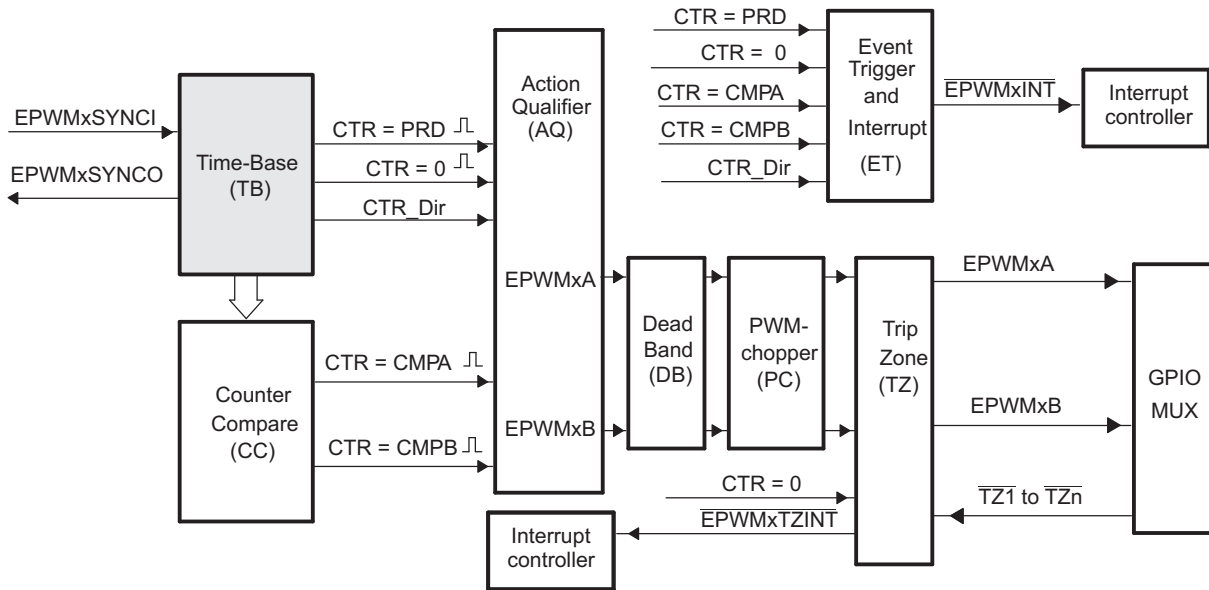 EPWMxSYNCI
EPWMxSYNCO
Time-Base
(TB)
CTR = PRD
CTR = 0
CTR_Dir
Counter
Compare
(CC)
CTR = CMPA
CTR = CMPB
Action
Qualifier
(AQ)
EPWMxA
EPWMxB
CTR = PRD
CTR = 0
CTR = CMPA
CTR = CMPB
CTR_Dir
Event
Trigger
and
Interrupt
(ET)
EPWMxINT
Interrupt
controller
Dead
Band
(DB)
PWM-
chopper
(PC)
Trip
Zone
(TZ)
EPWMxA
EPWMxB
TZ1 to TZn
GPIO
MUX
CTR = 0
EPWMxTZINT
Interrupt
controller